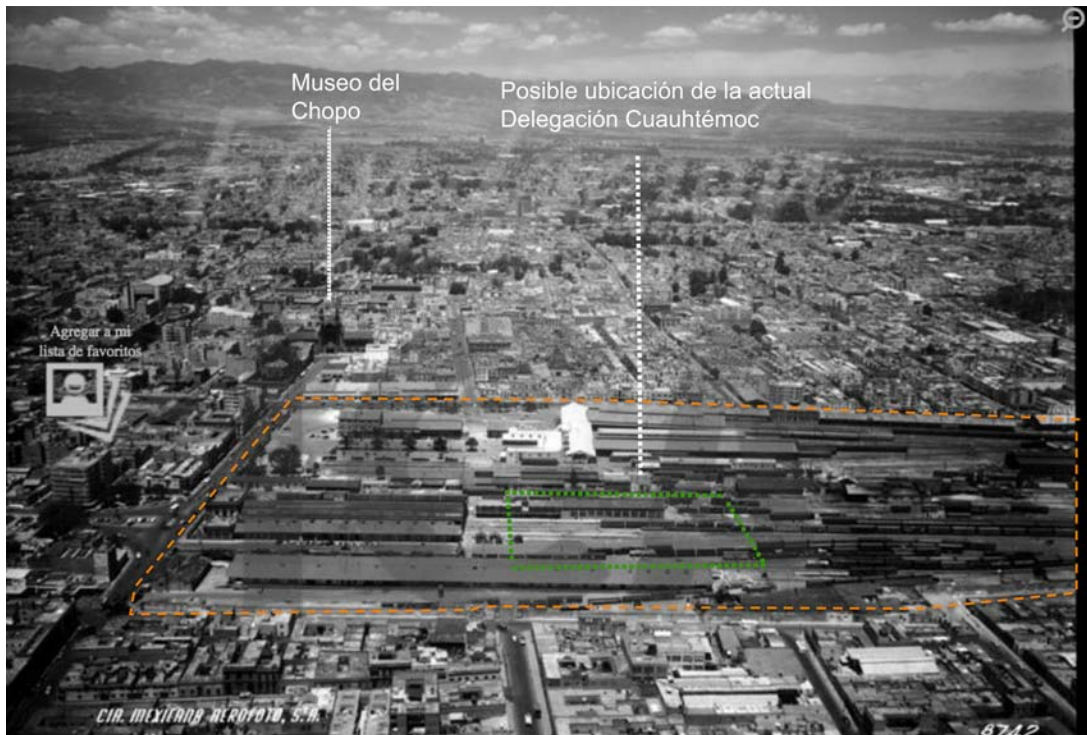 Museo del
Chopo
Posible ubicación de la actual
Delegación Cuauhtémoc
Agregar a mi
lista de favoritos
CIA. MEXICANA AEROFOTO, S.A.
8742